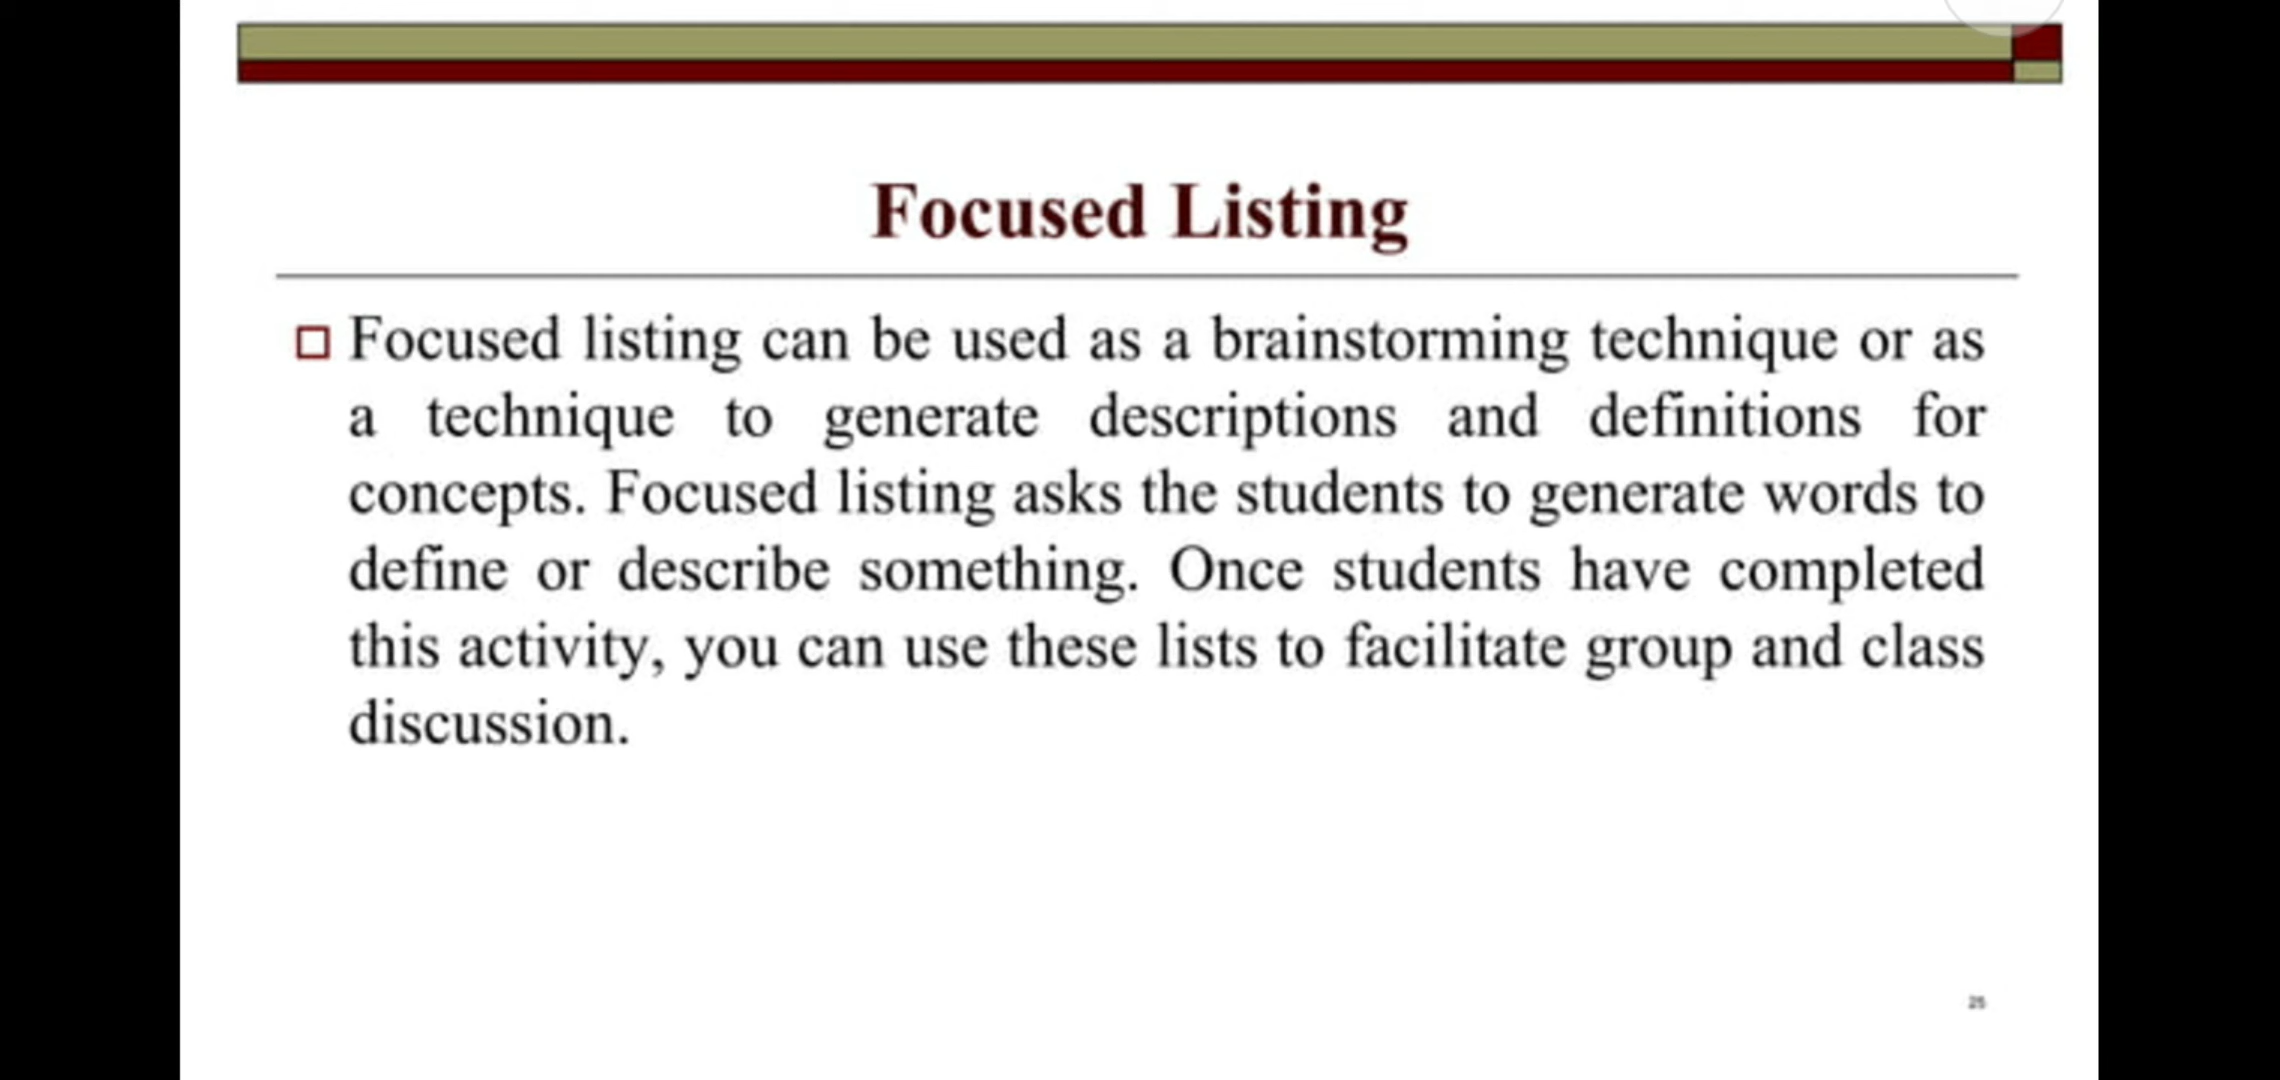 Focused Listing
Focused listing can be used as a brainstorming technique or as
a technique to generate descriptions and definitions for
concepts. Focused listing asks the students to generate words to
define or describe something. Once students have completed
this activity, you can use these lists to facilitate group and class
discussion.
25